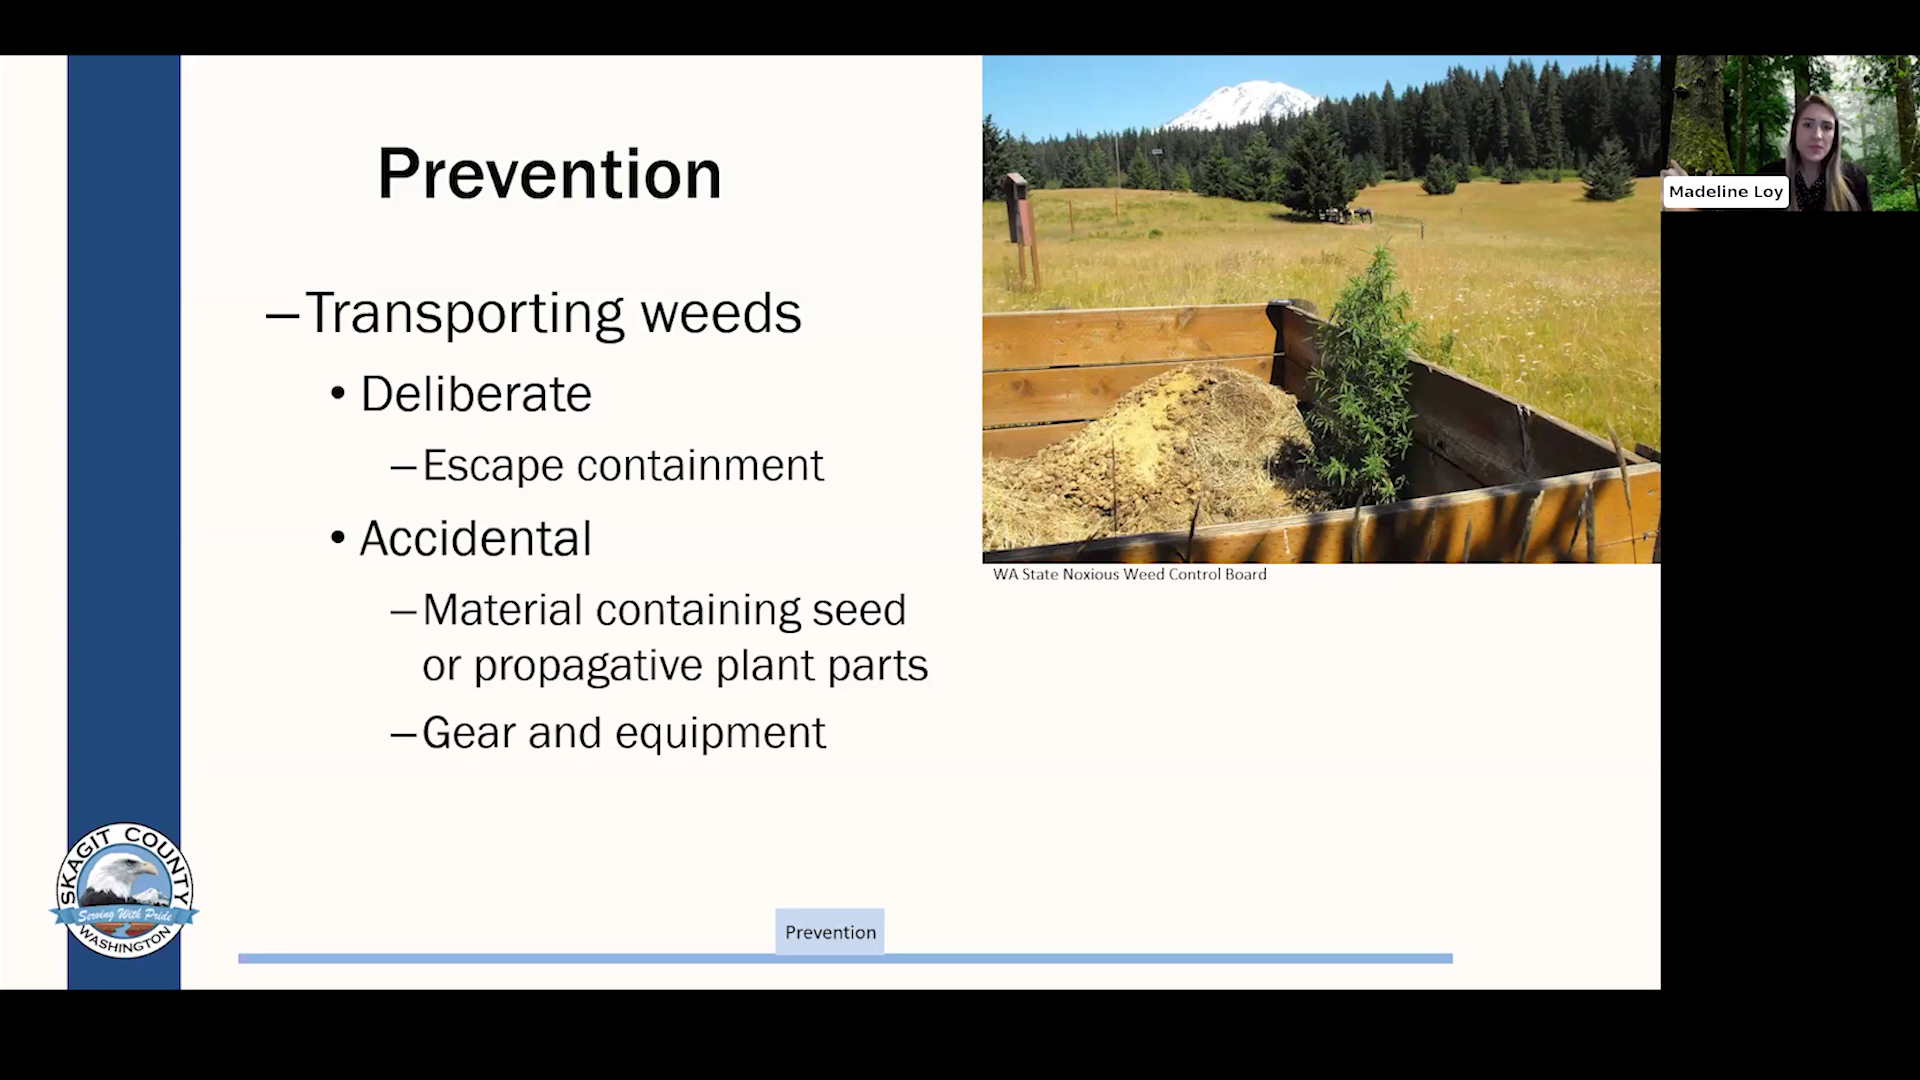 Prevention
–Transporting weeds
• Deliberate
–Escape containment
• Accidental
–Material containing seed
or propagative plant parts
–Gear and equipment
WA State Noxious Weed Control Board
Madeline Loy
SKAGIT COUNTY
Serving With Pride
WASHINGTON
Prevention